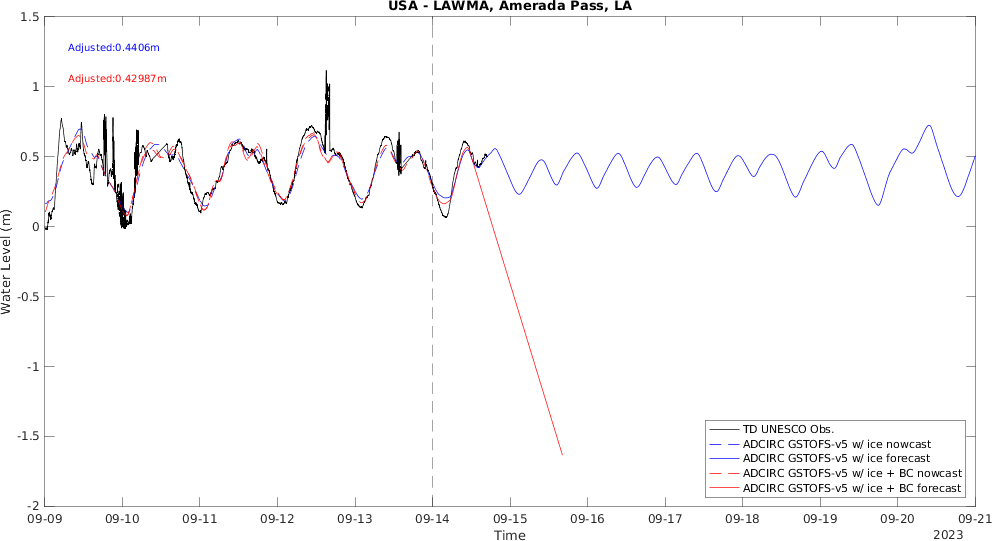 USA - LAWMA, Amerada Pass, LA
Adjusted:0.4406m
Adjusted:0.42987m
Water Level (m)
1.5
1
0.5
0
-0.5
-1
-1.5
-2
TD UNESCO Obs.
ADCIRC GSTOFS-v5 w/ ice nowcast
ADCIRC GSTOFS-v5 w/ ice forecast
ADCIRC GSTOFS-v5 w/ ice + BC nowcast
ADCIRC GSTOFS-v5 w/ ice + BC forecast
09-09 09-10 09-11 09-12 09-13 09-14 09-15 09-16 09-17 09-18 09-19 09-20 09-21
Time
2023